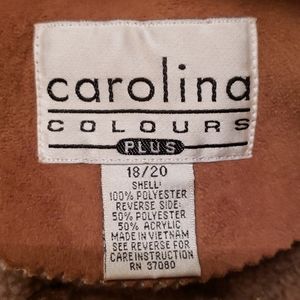 carolina
COLOURS
PLUS
18/20
SHELL:
100% POLYESTER
REVERSE SIDE:
50% POLYESTER
50% ACRYLIC
MADE IN VIETNAM
SEE REVERSE FOR
CARE INSTRUCTION
RN 37080